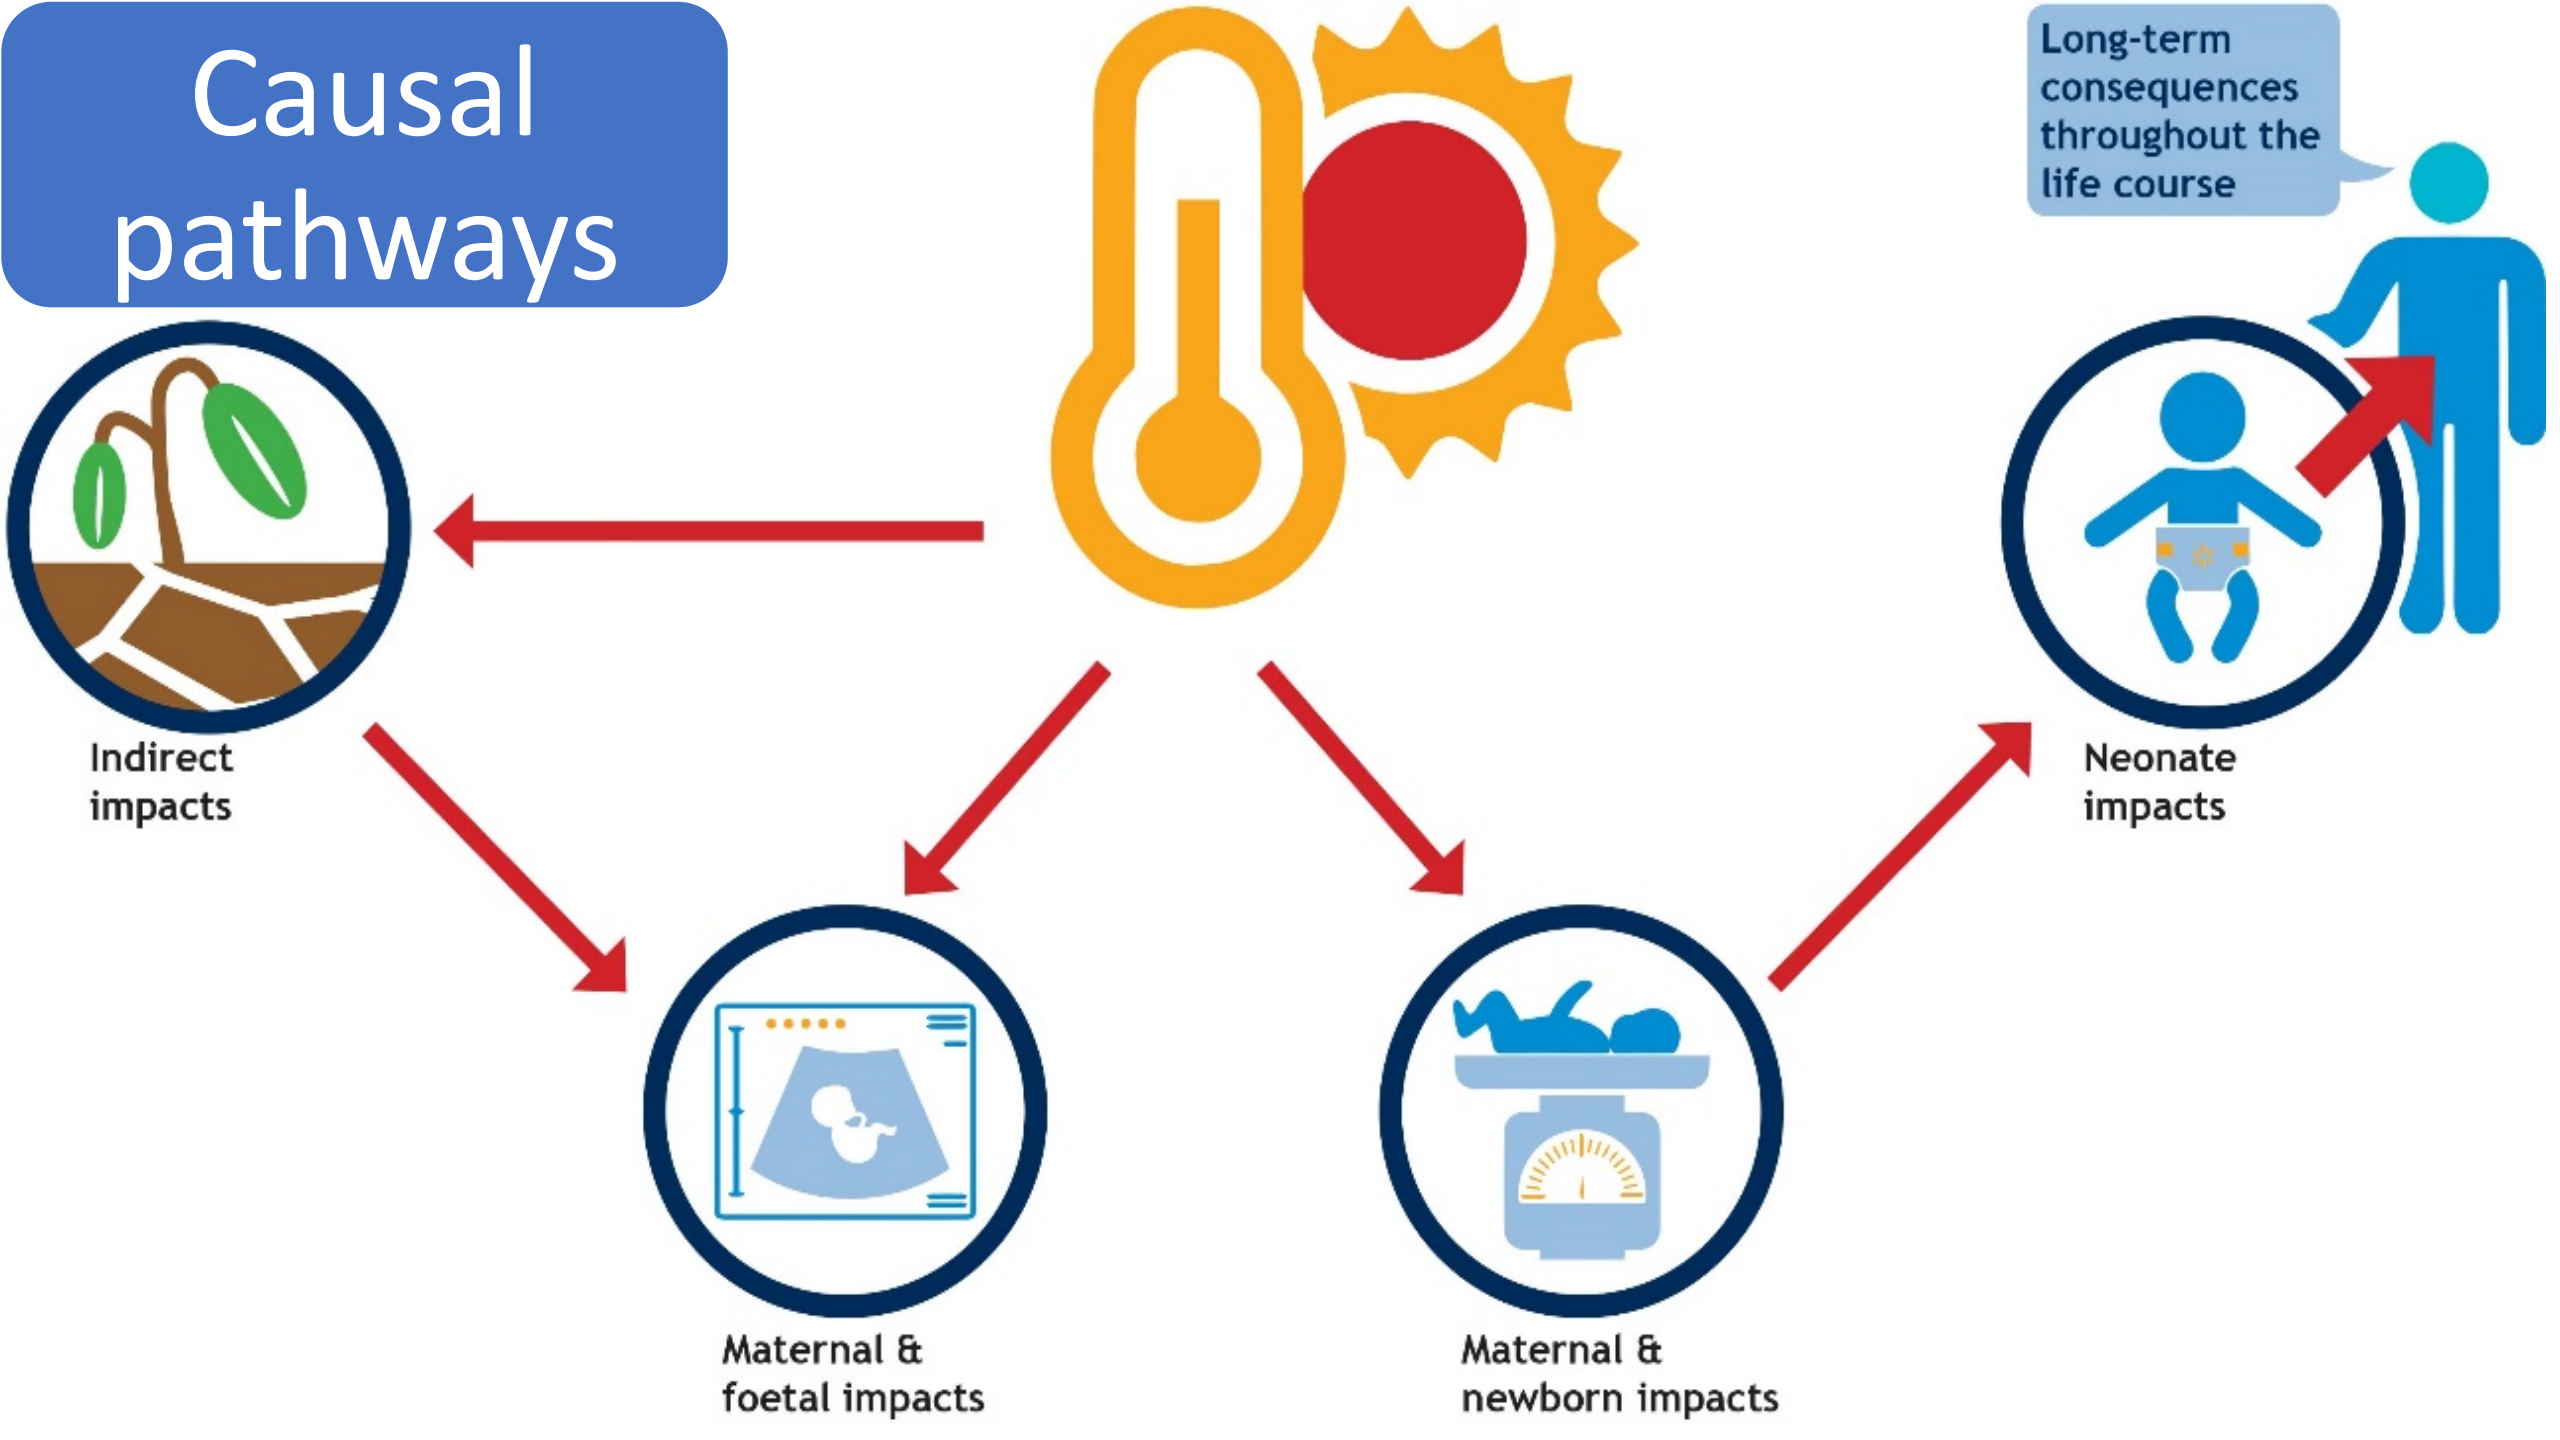 Causal
pathways
Long-term
consequences
throughout the
life course
Indirect
impacts
Neonate
impacts
Maternal &
foetal impacts
Maternal &
newborn impacts